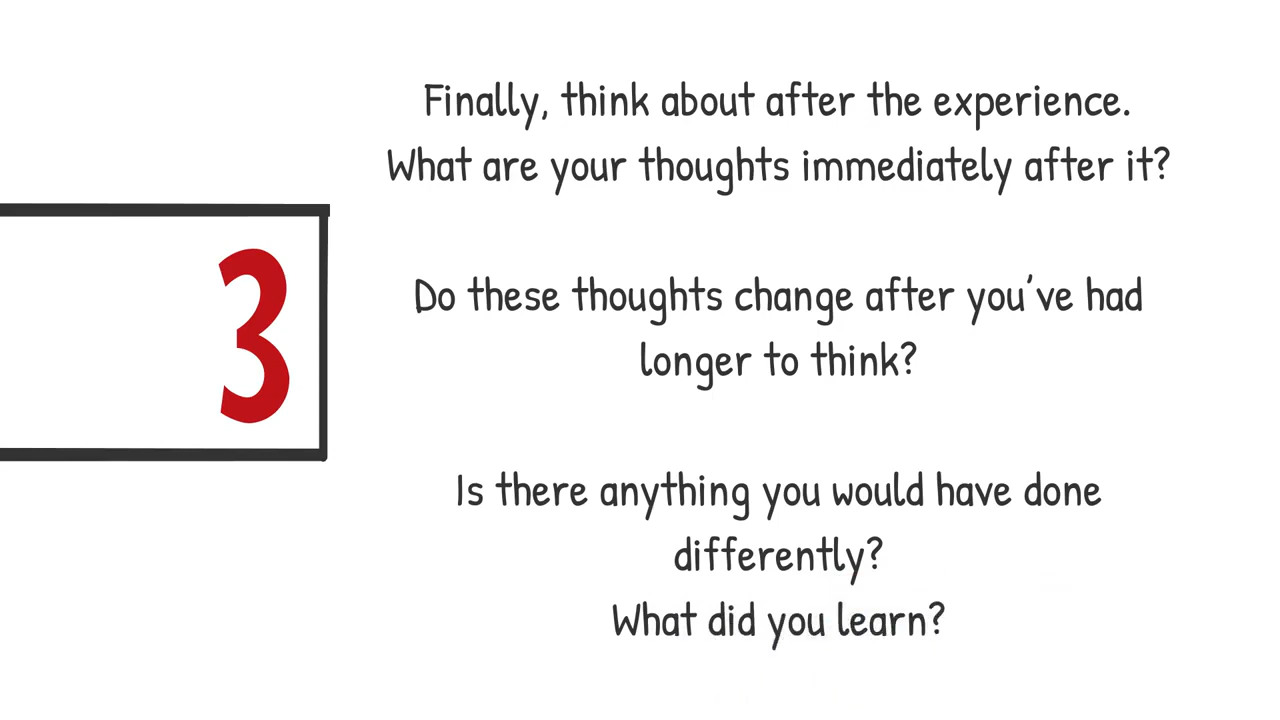 3
Finally, think about after the experience.
What are your thoughts immediately after it?
Do these thoughts change after you've had
longer to think?
Is there anything you would have done
differently?
What did you learn?